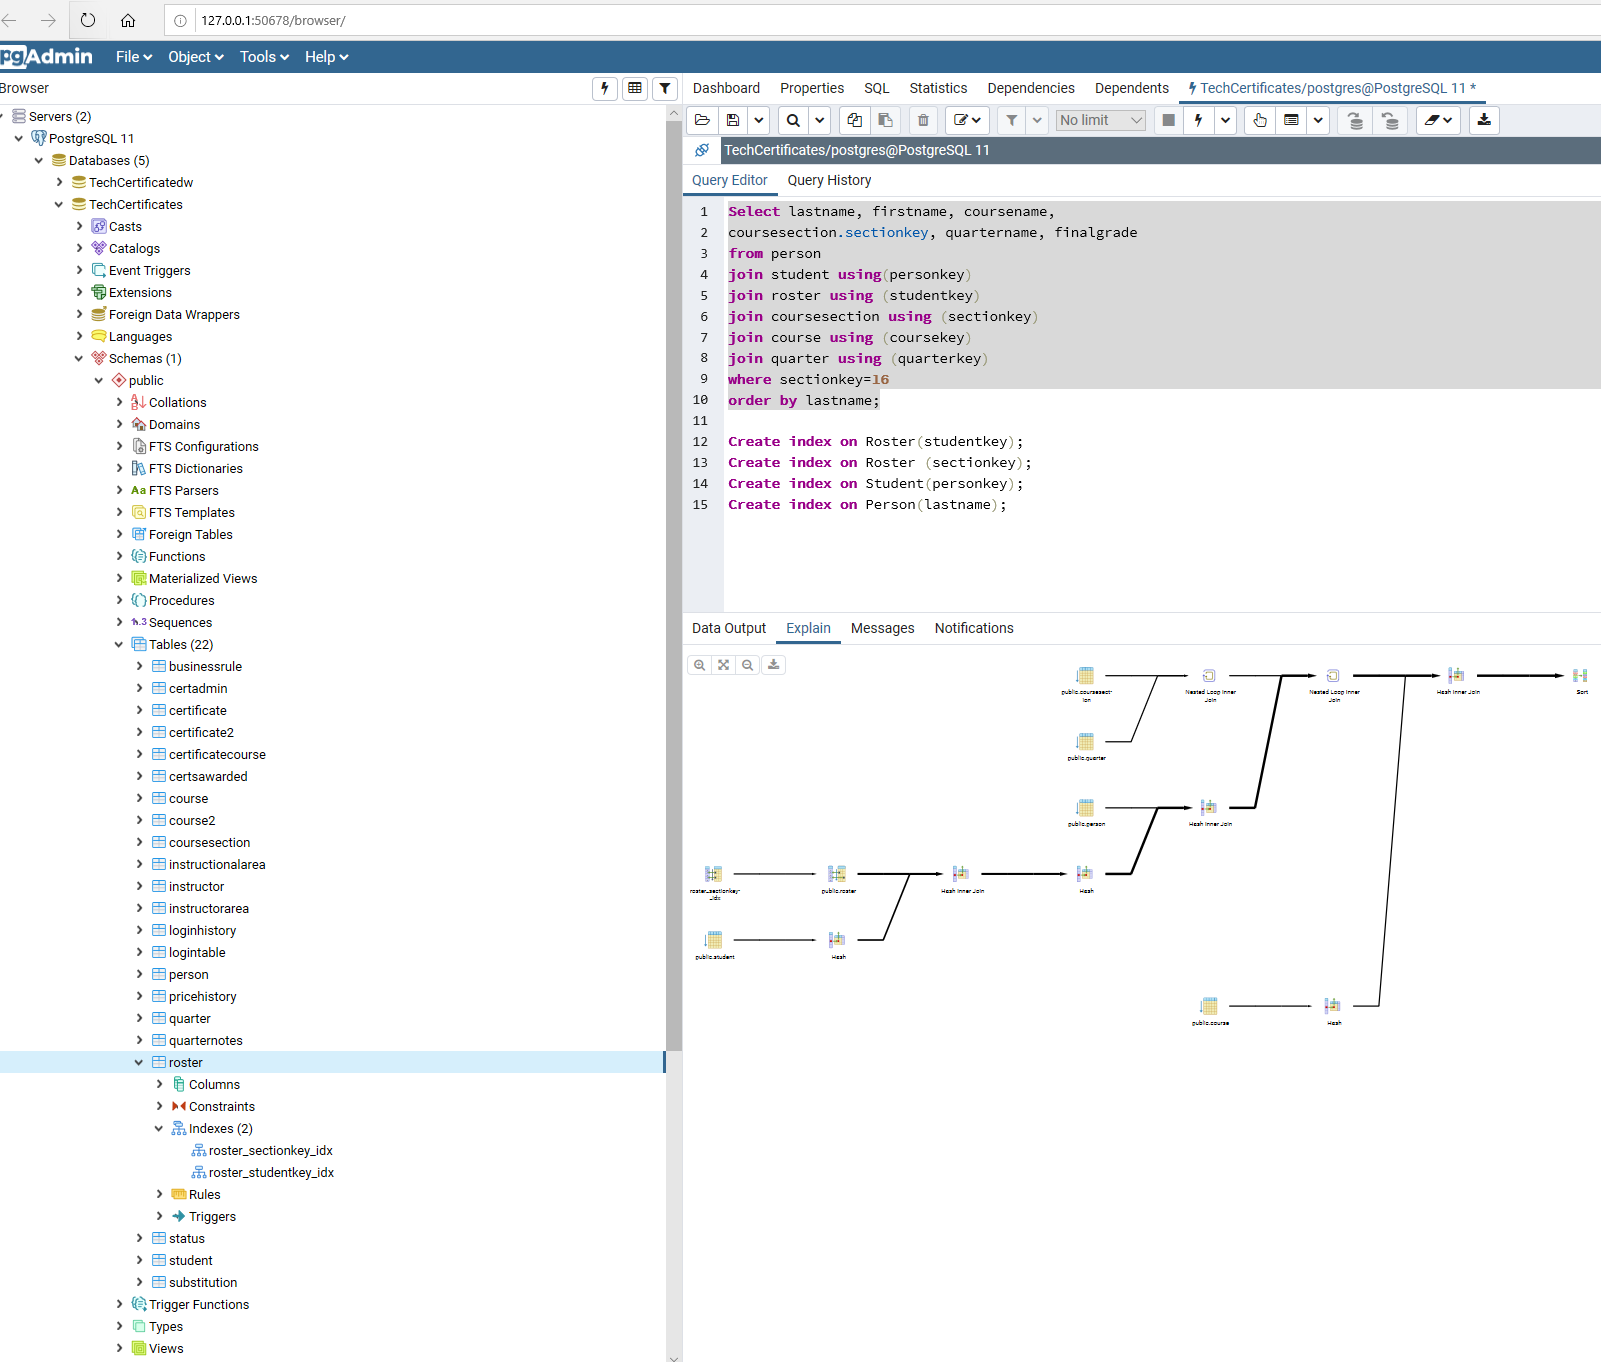 127.0.0.1:50678/browser/
pgAdmin File Object Tools Help
Browser
Servers (2)
PostgreSQL 11
Databases (5)
TechCertificatedw
TechCertificates
Casts
Catalogs
Event Triggers
Extensions
Foreign Data Wrappers
Languages
Schemas (1)
public
Collations
Domains
FTS Configurations
FTS Dictionaries
Aa FTS Parsers
FTS Templates
Foreign Tables
Functions
Materialized Views
Procedures
1..3 Sequences
Tables (22)
businessrule
certadmin
certificate
certificate2
certificatecourse
certsawarded
course
course2
coursesection
instructionalarea
instructor
instructorarea
loginhistory
logintable
person
pricehistory
quarter
quarternotes
roster
Columns
Constraints
Indexes (2)
roster_sectionkey_idx
roster_studentkey_idx
Rules
Triggers
status
student
substitution
Trigger Functions
Types
Views
Dashboard Properties SQL Statistics Dependencies Dependents TechCertificates/postgres@PostgreSQL 11 *
No limit
TechCertificates/postgres@PostgreSQL 11
Query Editor Query History
1 Select lastname, firstname, coursename,
2 coursesection.sectionkey, quartername, finalgrade
3 from person
4 join student using(personkey)
5 join roster using (studentkey)
6 join coursesection using (sectionkey)
7 join course using (coursekey)
8 join quarter using (quarterkey)
9 where sectionkey=16
10 order by lastname;
11
12 Create index on Roster(studentkey);
13 Create index on Roster (sectionkey);
14 Create index on Student(personkey);
15 Create index on Person(lastname);
Data Output Explain Messages Notifications
public.coursesect-
ion
Nested Loop Inner
Join
Nested Loop Inner
Join
Hash Inner Join
Sort
public.quarter
public.person
Hash Inner Join
roster_sectionkey-
_idx
public.roster
Hash Inner Join
Hash
public.student
Hash
public.course
Hash